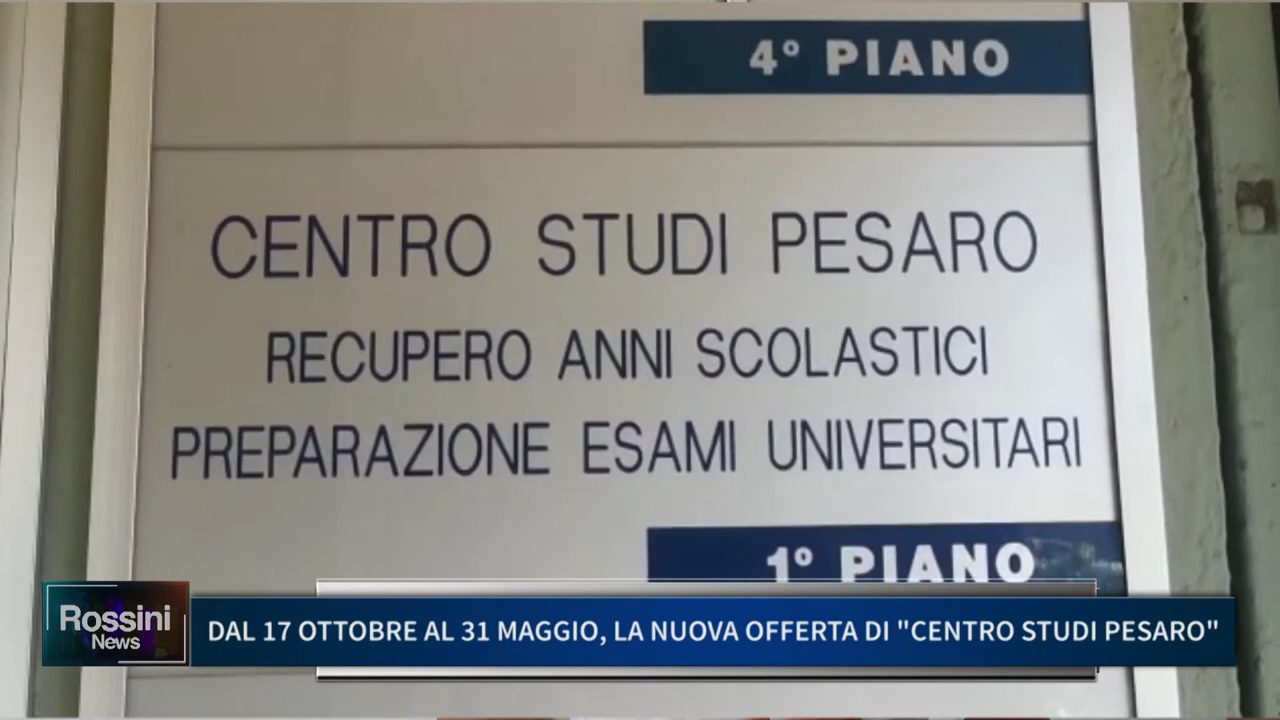 4° PIANO
CENTRO STUDI PESARO
RECUPERO ANNI SCOLASTICI
PREPARAZIONE ESAMI UNIVERSITARI
1° PIANO
Rossini
News
DAL 17 OTTOBRE AL 31 MAGGIO, LA NUOVA OFFERTA DI "CENTRO STUDI PESARO"